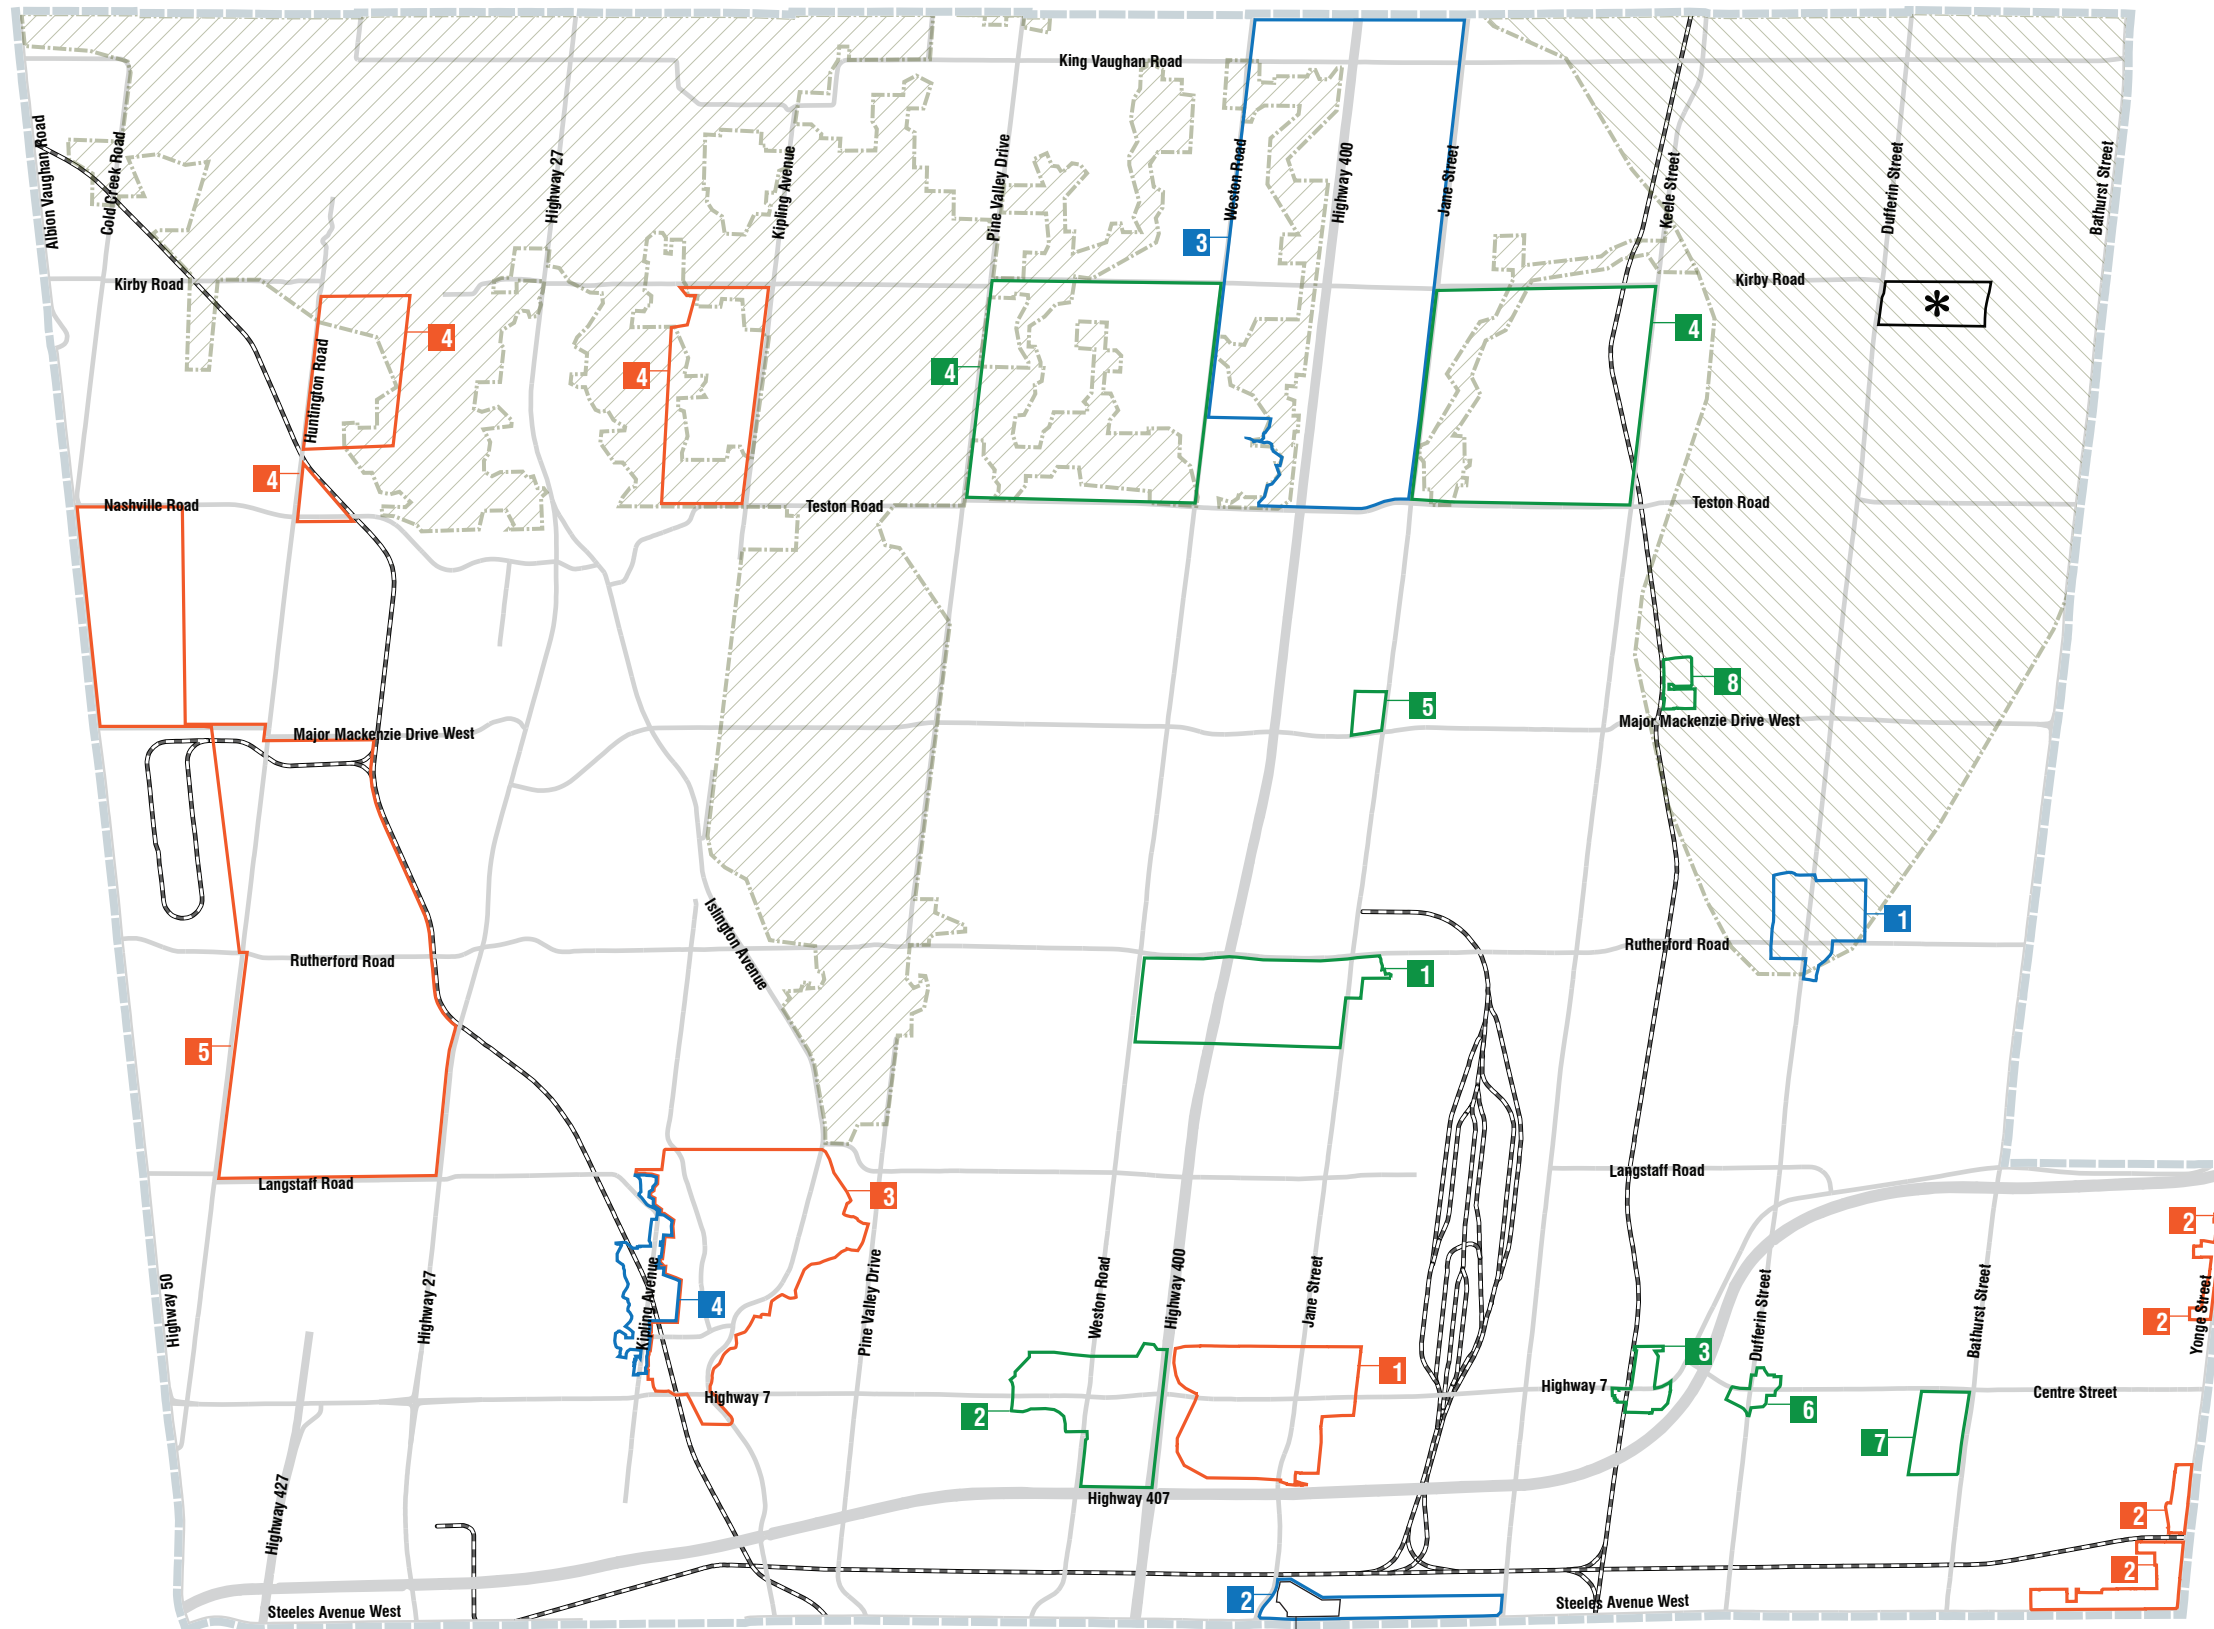 King Vaughan Road
Albion Vaughan Road
Cold Creek Road
Highway 27
Kipling Avenue
Pine Valley Drive
Weston Road
Highway 400
Jane Street
Keele Street
Dufferin Street
Bathurst Street
3
Kirby Road
Kirby Road
*
4
4
4
4
Huntington Road
4
Nashville Road
Teston Road
Teston Road
8
5
Major Mackenzie Drive West
Major Mackenzie Drive West
Islington Avenue
1
Rutherford Road
Rutherford Road
1
5
Langstaff Road
Langstaff Road
3
2
4
Highway 50
Highway 27
Kipling Avenue
Pine Valley Drive
Weston Road
Highway 400
Jane Street
Dufferin Street
Bathurst Street
Yonge Street
2
3
1
Highway 7
Highway 7
Centre Street
2
6
7
Highway 427
Highway 407
2
2
2
Steeles Avenue West
Steeles Avenue West